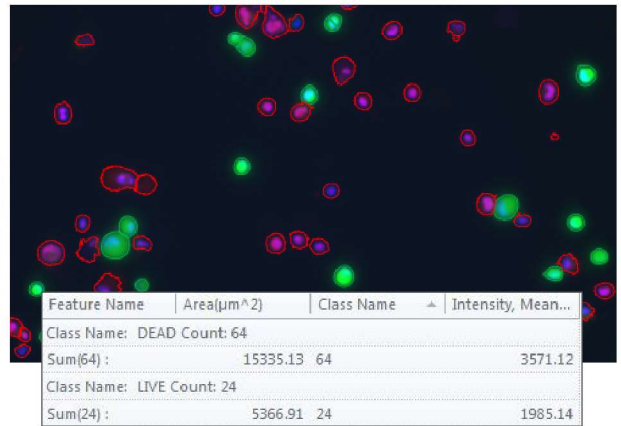 Feature Name Area(µm^2) Class Name Intensity, Mean...
Class Name: DEAD Count: 64
Sum(64) : 15335.13 64 3571.12
Class Name: LIVE Count: 24
Sum(24) : 5366.91 24 1985.14